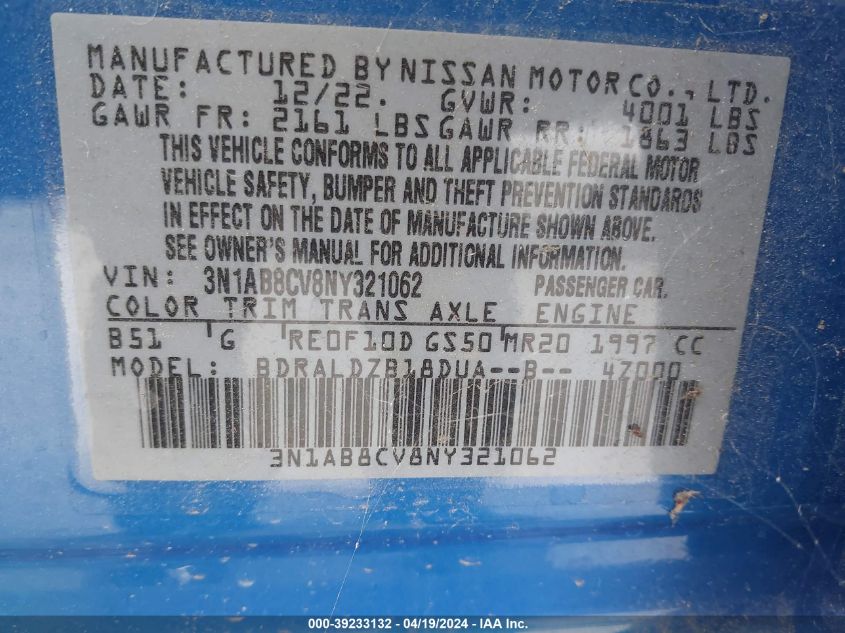 MANUFACTURED BY NISSAN MOTOR CO., LTD.
DATE: 12/22. GVWR: 4001 LBS
GAWR FR: 2161 LBS GAWR RR: 1863 LBS
THIS VEHICLE CONFORMS TO ALL APPLICABLE FEDERAL MOTOR
VEHICLE SAFETY, BUMPER AND THEFT PREVENTION STANDARDS
IN EFFECT ON THE DATE OF MANUFACTURE SHOWN ABOVE.
SEE OWNER'S MANUAL FOR ADDITIONAL INFORMATION.
VIN: 3N1AB8CV8NY321062 PASSENGER CAR.
COLOR TRIM TRANS AXLE ENGINE
B51 'G RE0F10D GS50 MR20 1997 CC
MODEL: BDRALDZB18DUA--B-- 47000
3N1AB8CV8NY321062
000-39233132 - 04/19/2024 - IAA Inc.